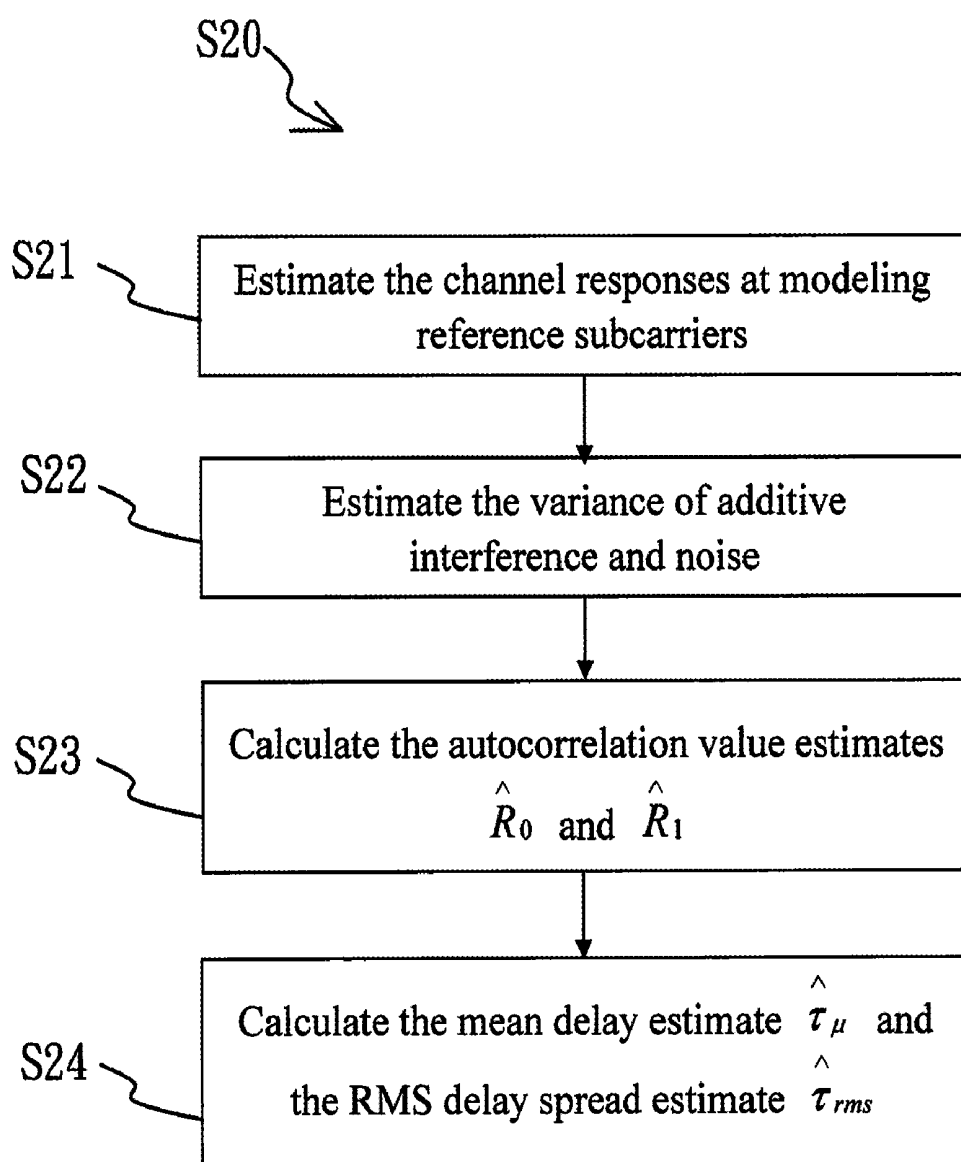 S20
S21
Estimate the channel responses at modeling
reference subcarriers
S22
Estimate the variance of additive
interference and noise
S23
Calculate the autocorrelation value estimates
R̂₀ and R̂₁
S24
Calculate the mean delay estimate τ̂_μ and
the RMS delay spread estimate τ̂_rms